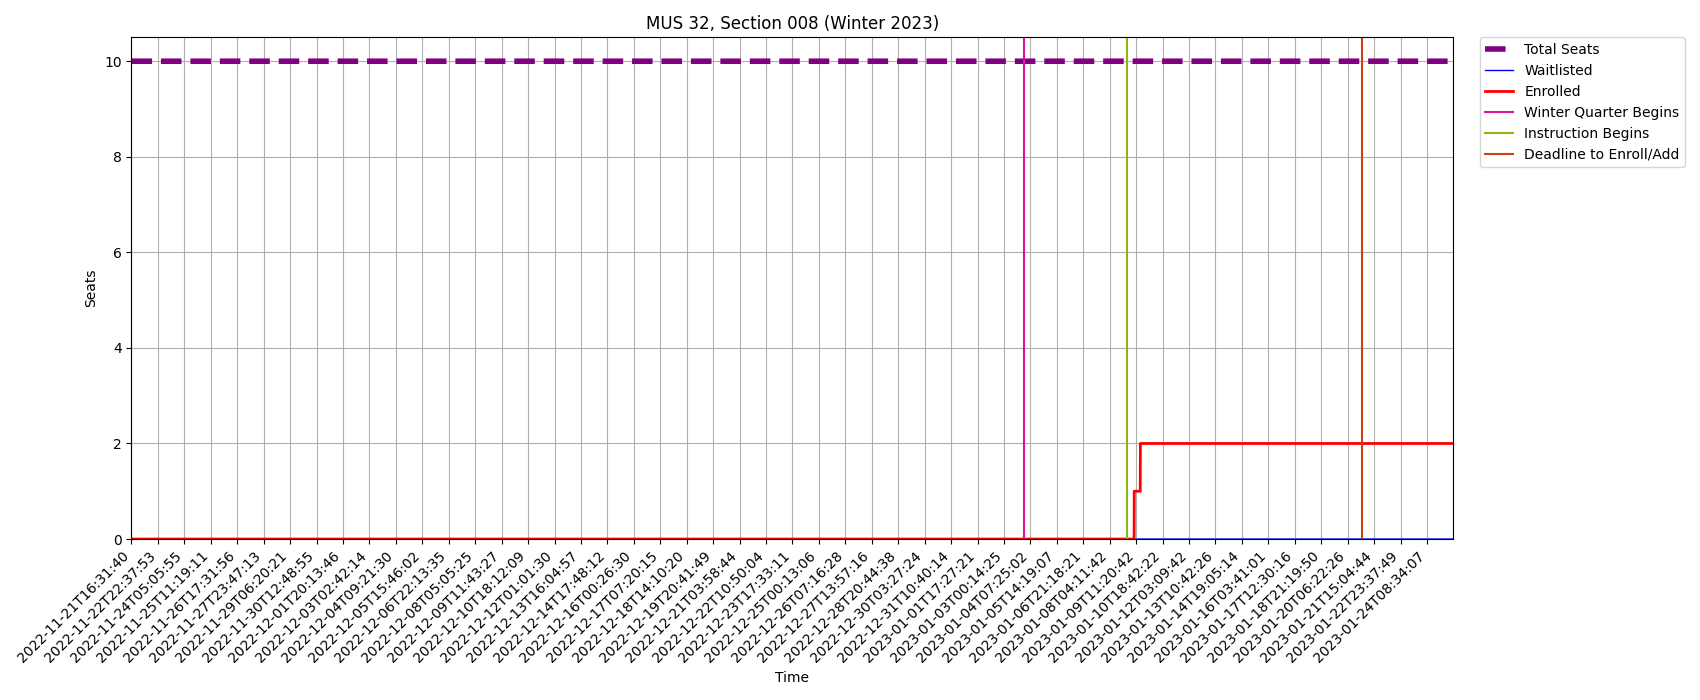 MUS 32, Section 008 (Winter 2023)
Total Seats
Waitlisted
Enrolled
Winter Quarter Begins
Instruction Begins
Deadline to Enroll/Add
Seats
10
8
6
4
2
0
2022-11-21T16:31:40
2022-11-22T22:37:53
2022-11-24T05:05:55
2022-11-25T11:19:11
2022-11-26T17:31:56
2022-11-27T23:47:13
2022-11-29T06:20:21
2022-11-30T12:48:55
2022-12-01T20:13:46
2022-12-03T02:42:14
2022-12-04T09:21:30
2022-12-05T15:46:02
2022-12-06T22:13:35
2022-12-08T05:05:25
2022-12-09T11:43:27
2022-12-10T18:12:09
2022-12-12T01:01:30
2022-12-13T16:04:57
2022-12-14T17:48:12
2022-12-16T00:26:30
2022-12-17T07:20:15
2022-12-18T14:10:20
2022-12-19T20:41:49
2022-12-21T03:58:44
2022-12-22T10:50:04
2022-12-23T17:33:11
2022-12-25T00:13:06
2022-12-26T07:16:28
2022-12-27T13:57:16
2022-12-28T20:44:38
2022-12-30T03:27:24
2022-12-31T10:40:14
2023-01-01T17:27:21
2023-01-03T00:14:25
2023-01-04T07:25:02
2023-01-05T14:19:07
2023-01-06T21:18:21
2023-01-08T04:11:42
2023-01-09T11:20:42
2023-01-10T18:42:22
2023-01-12T03:09:42
2023-01-13T10:42:26
2023-01-14T19:05:14
2023-01-16T03:41:01
2023-01-17T12:30:16
2023-01-18T21:19:50
2023-01-20T06:22:26
2023-01-21T15:04:44
2023-01-22T23:37:49
2023-01-24T08:34:07
Time